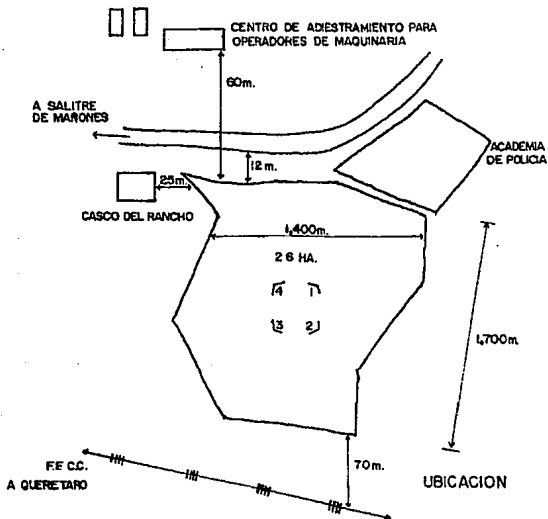 CENTRO DE ADIESTRAMIENTO PARA
OPERADORES DE MAQUINARIA
60m.
A SALITRE
DE MAÑONES
ACADEMIA
DE POLICIA
12 m.
25m.
CASCO DEL RANCHO
1,400m.
26 HA.
4 1
3 2
1,700m
70m.
F.F. C.C.
A QUERETARO
UBICACION